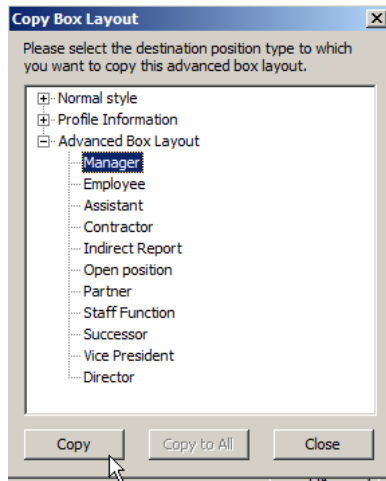 Copy Box Layout
Please select the destination position type to which
you want to copy this advanced box layout.
Normal style
Profile Information
Advanced Box Layout
Manager
Employee
Assistant
Contractor
Indirect Report
Open position
Partner
Staff Function
Successor
Vice President
Director
Copy
Copy to All
Close